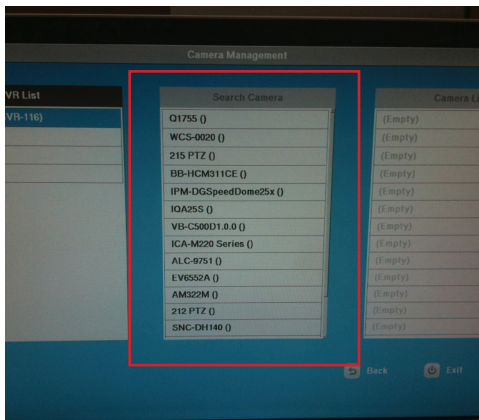 Camera Management
VR List
VR-116)
Search Camera
Q1755 ()
WCS-0020 ()
215 PTZ ()
BB-HCM311CE ()
IPM-DGSpeedDome25x ()
IQA25S ()
VB-C500D1.0.0 ()
ICA-M220 Series ()
ALC-9751 ()
EV6552A ()
AM322M ()
212 PTZ ()
SNC-DH140 ()
Camera Li
(Empty)
(Empty)
(Empty)
(Empty)
(Empty)
(Empty)
(Empty)
(Empty)
(Empty)
(Empty)
(Empty)
(Empty)
(Empty)
Back
Exit